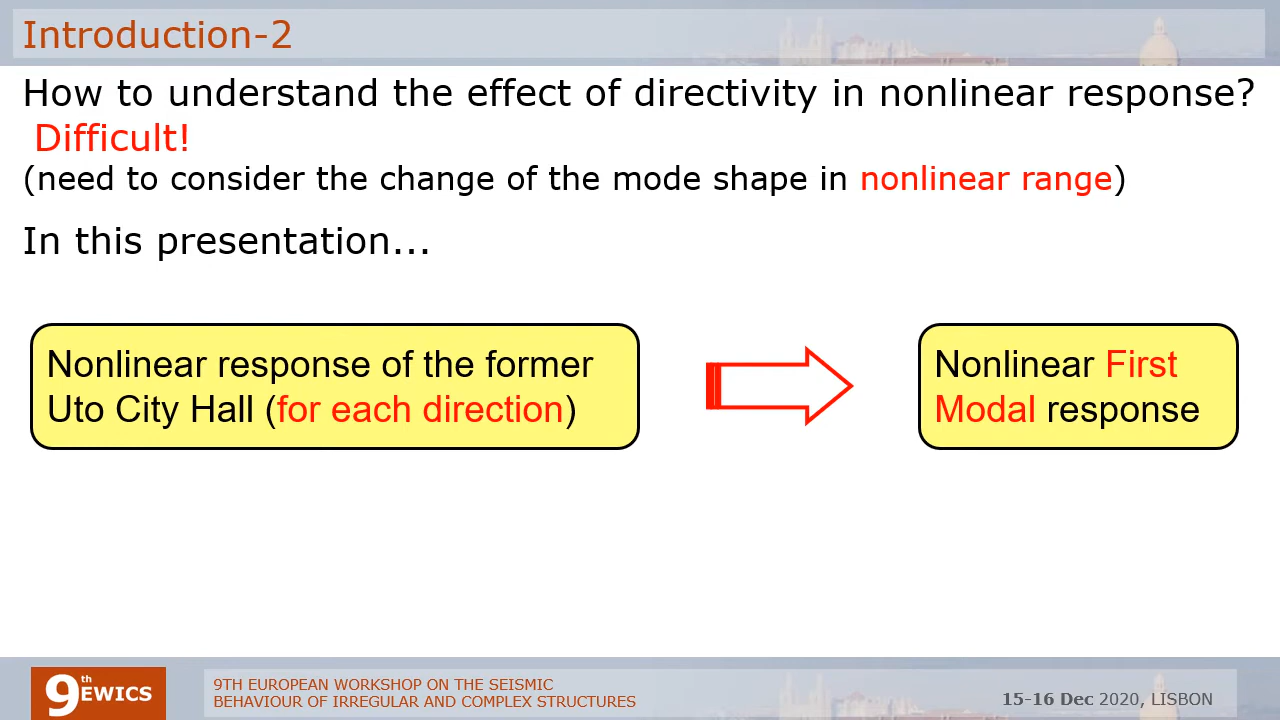 Introduction-2
How to understand the effect of directivity in nonlinear response?
Difficult!
(need to consider the change of the mode shape in nonlinear range)
In this presentation...
Nonlinear response of the former
Uto City Hall (for each direction)
Nonlinear First
Modal response
9th EWICS
9TH EUROPEAN WORKSHOP ON THE SEISMIC
BEHAVIOUR OF IRREGULAR AND COMPLEX STRUCTURES
15-16 Dec 2020, LISBON